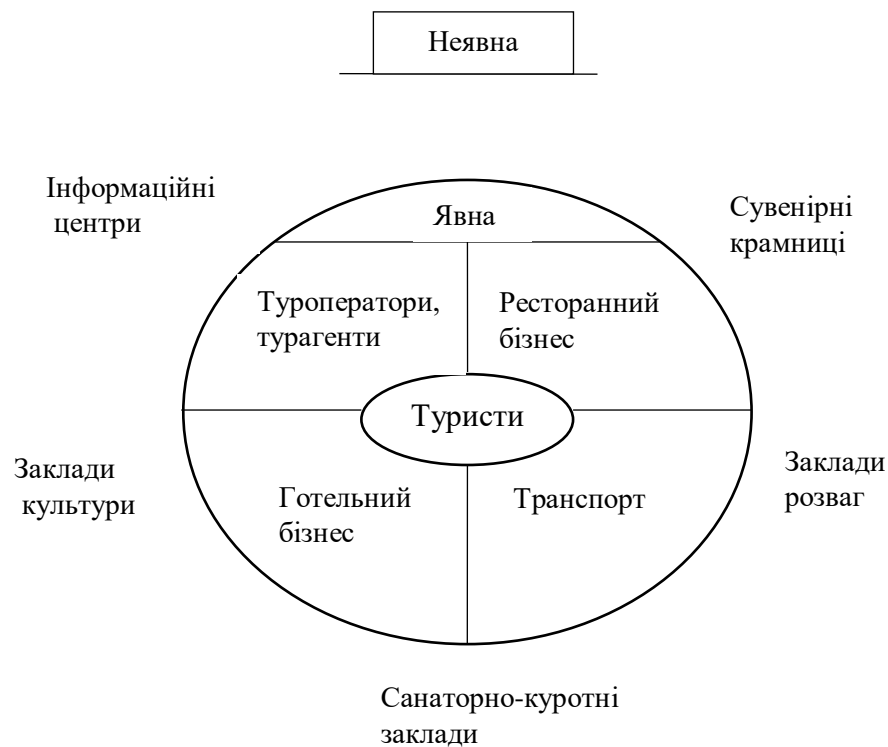 Неявна
Інформаційні
центри
Явна
Сувенірні
крамниці
Туроператори,
турагенти
Ресторанний
бізнес
Туристи
Заклади
культури
Готельний
бізнес
Транспорт
Заклади
розваг
Санаторно-куротні
заклади